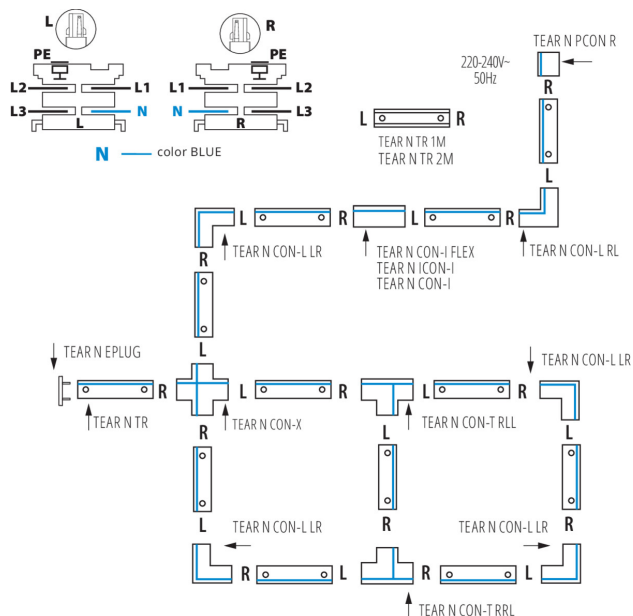 L
R
PE
PE
L2
L1
L1
L2
L3
N
N
L3
L
R
N
color BLUE
TEAR N PCON R
220-240V~
50Hz
R
L
R
TEAR N TR 1M
TEAR N TR 2M
L
L
R
L
R
TEAR N CON-L LR
TEAR N CON-I FLEX
TEAR N ICON-I
TEAR N CON-I
TEAR N CON-L RL
R
L
TEAR N EPLUG
TEAR N CON-L LR
R
L
R
L
R
TEAR N TR
TEAR N CON-X
TEAR N CON-T RLL
R
L
L
L
R
R
TEAR N CON-L LR
TEAR N CON-L LR
R
L
R
L
TEAR N CON-T RRL